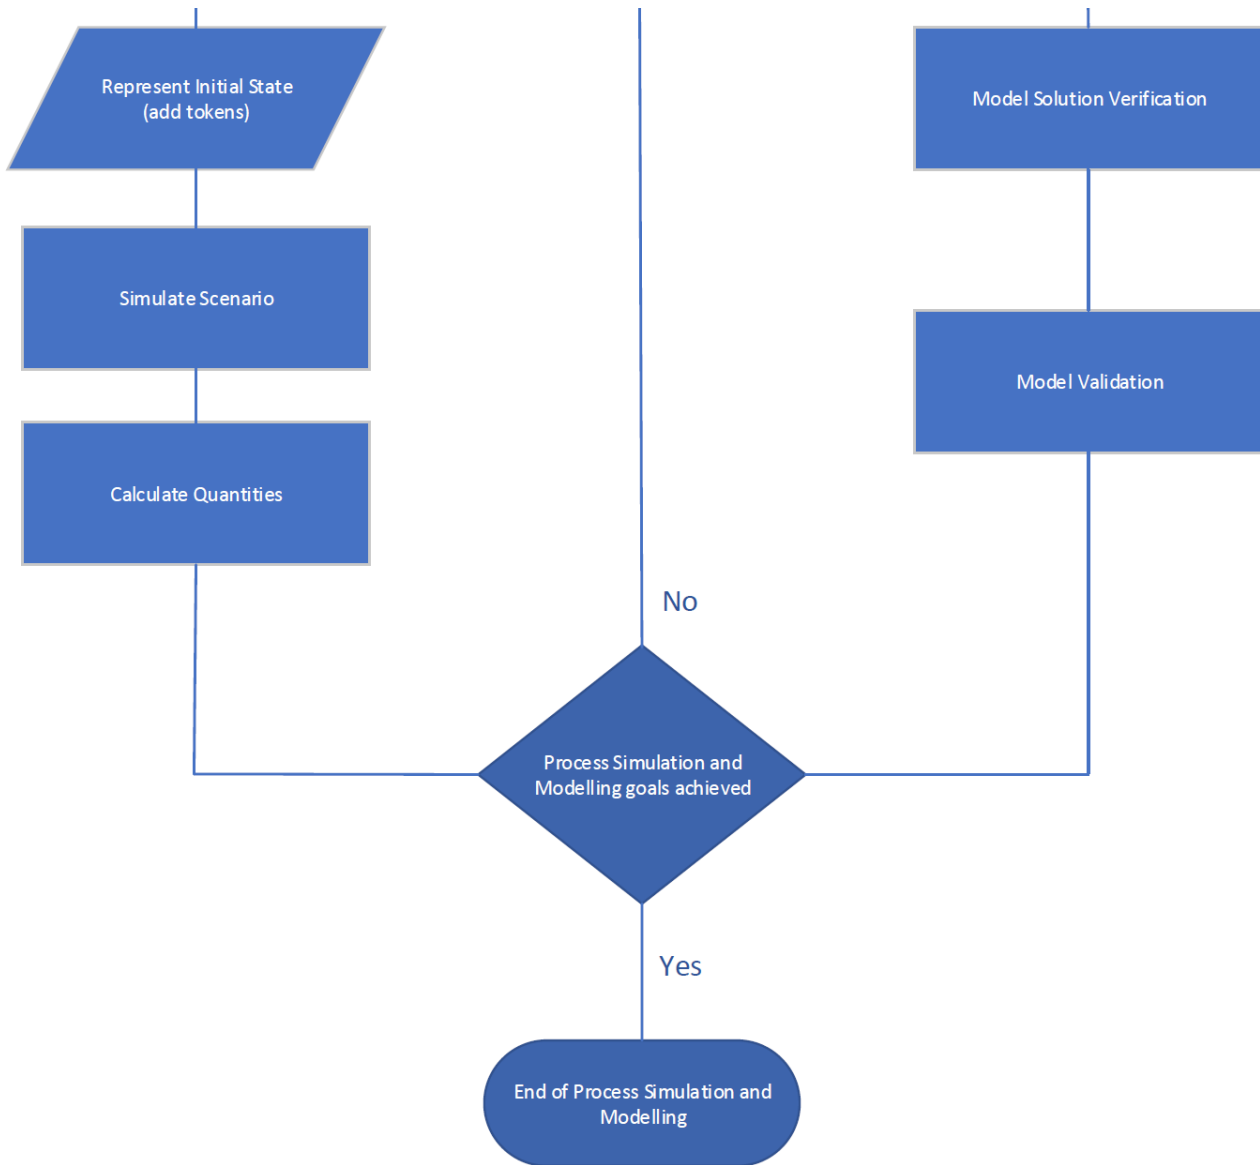 Represent Initial State
(add tokens)
Simulate Scenario
Calculate Quantities
Model Solution Verification
Model Validation
No
Process Simulation and
Modelling goals achieved
Yes
End of Process Simulation and
Modelling